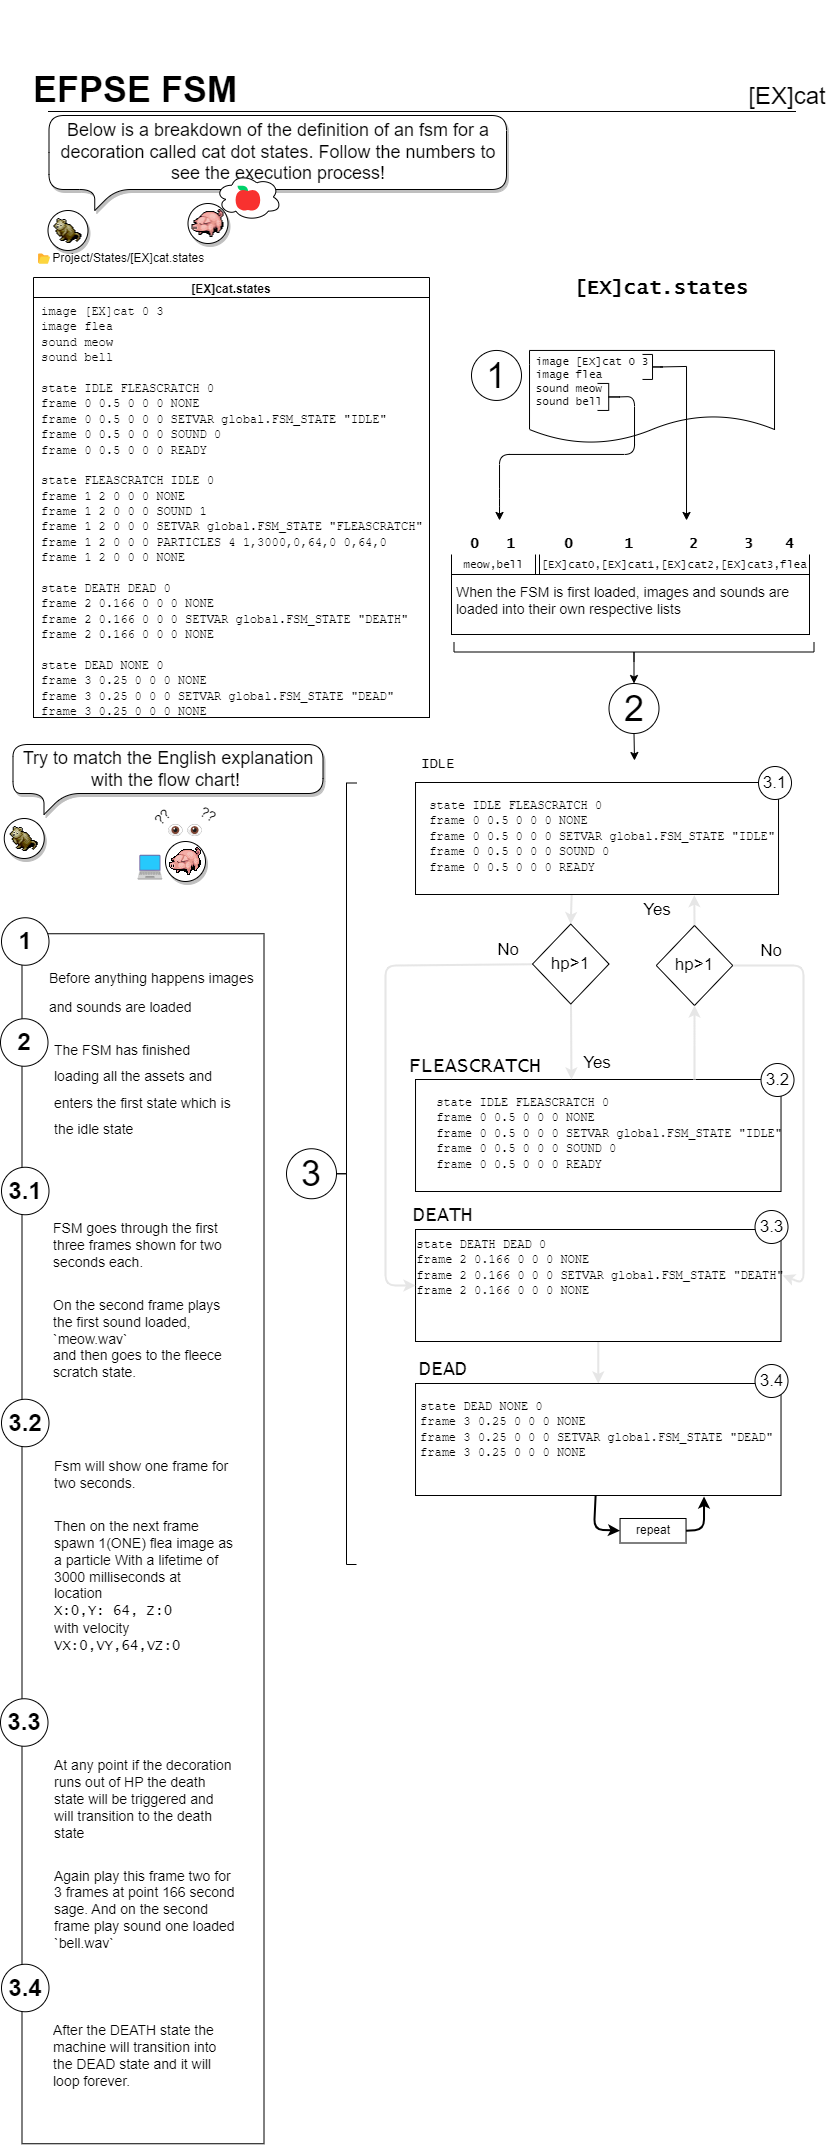 EFPSE FSM
[EX]cat
Below is a breakdown of the definition of an fsm for a
decoration called cat dot states. Follow the numbers to
see the execution process!
Project/States/[EX]cat.states
[EX]cat.states
image [EX]cat 0 3
image flea
sound meow
sound bell
state IDLE FLEASCRATCH 0
frame 0 0.5 0 0 0 NONE
frame 0 0.5 0 0 0 SETVAR global.FSM_STATE "IDLE"
frame 0 0.5 0 0 0 SOUND 0
frame 0 0.5 0 0 0 READY
state FLEASCRATCH IDLE 0
frame 1 2 0 0 0 NONE
frame 1 2 0 0 0 SOUND 1
frame 1 2 0 0 0 SETVAR global.FSM_STATE "FLEASCRATCH"
frame 1 2 0 0 0 PARTICLES 4 1,3000,0,64,0 0,64,0
frame 1 2 0 0 0 NONE
state DEATH DEAD 0
frame 2 0.166 0 0 0 NONE
frame 2 0.166 0 0 0 SETVAR global.FSM_STATE "DEATH"
frame 2 0.166 0 0 0 NONE
state DEAD NONE 0
frame 3 0.25 0 0 0 NONE
frame 3 0.25 0 0 0 SETVAR global.FSM_STATE "DEAD"
frame 3 0.25 0 0 0 NONE
[EX]cat.states
1
image [EX]cat 0 3
image flea
sound meow
sound bell
0 1 0 1 2 3 4
meow,bell [EX]cat0,[EX]cat1,[EX]cat2,[EX]cat3,flea
When the FSM is first loaded, images and sounds are
loaded into their own respective lists
2
Try to match the English explanation
with the flow chart!
??
??
1
Before anything happens images
and sounds are loaded
2
The FSM has finished
loading all the assets and
enters the first state which is
the idle state
3.1
FSM goes through the first
three frames shown for two
seconds each.
On the second frame plays
the first sound loaded,
`meow.wav`
and then goes to the fleece
scratch state.
3.2
Fsm will show one frame for
two seconds.
Then on the next frame
spawn 1(ONE) flea image as
a particle With a lifetime of
3000 milliseconds at
location
X:0,Y: 64, Z:0
with velocity
VX:0,VY,64,VZ:0
3.3
At any point if the decoration
runs out of HP the death
state will be triggered and
will transition to the death
state
Again play this frame two for
3 frames at point 166 second
sage. And on the second
frame play sound one loaded
`bell.wav`
3.4
After the DEATH state the
machine will transition into
the DEAD state and it will
loop forever.
3
IDLE
3.1
state IDLE FLEASCRATCH 0
frame 0 0.5 0 0 0 NONE
frame 0 0.5 0 0 0 SETVAR global.FSM_STATE "IDLE"
frame 0 0.5 0 0 0 SOUND 0
frame 0 0.5 0 0 0 READY
Yes
No
hp>1
hp>1
No
Yes
FLEASCRATCH
3.2
state IDLE FLEASCRATCH 0
frame 0 0.5 0 0 0 NONE
frame 0 0.5 0 0 0 SETVAR global.FSM_STATE "IDLE"
frame 0 0.5 0 0 0 SOUND 0
frame 0 0.5 0 0 0 READY
DEATH
3.3
state DEATH DEAD 0
frame 2 0.166 0 0 0 NONE
frame 2 0.166 0 0 0 SETVAR global.FSM_STATE "DEATH"
frame 2 0.166 0 0 0 NONE
DEAD
3.4
state DEAD NONE 0
frame 3 0.25 0 0 0 NONE
frame 3 0.25 0 0 0 SETVAR global.FSM_STATE "DEAD"
frame 3 0.25 0 0 0 NONE
repeat